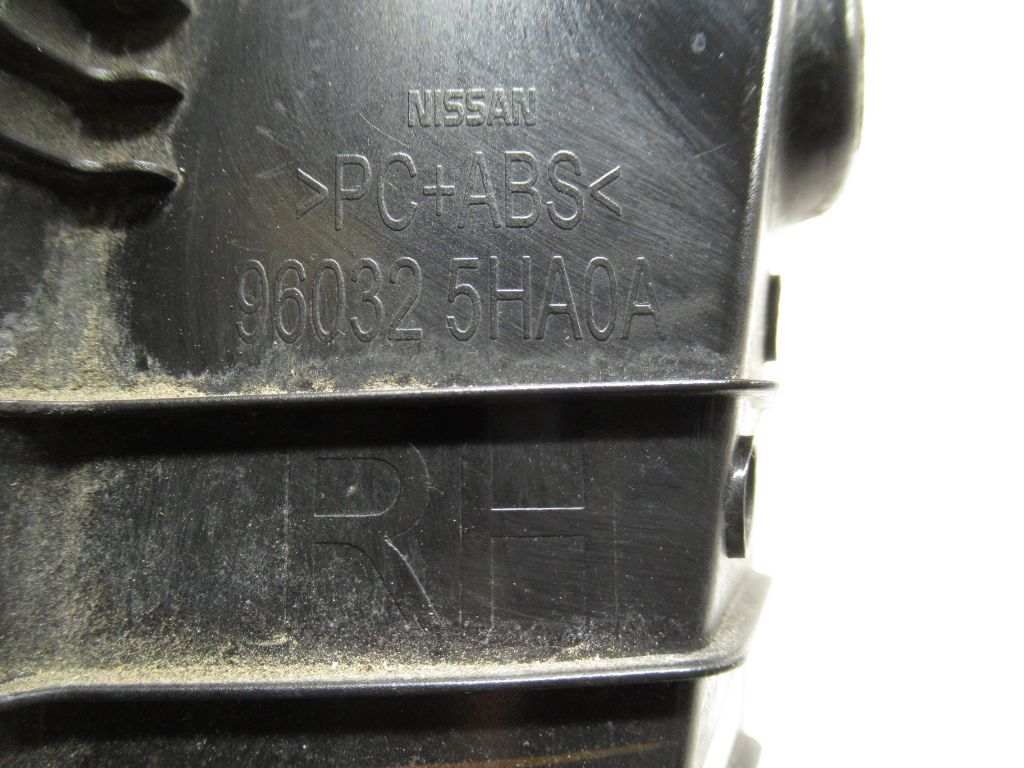 NISSAN
>PC+ABS<
96032 5HA0A
RH